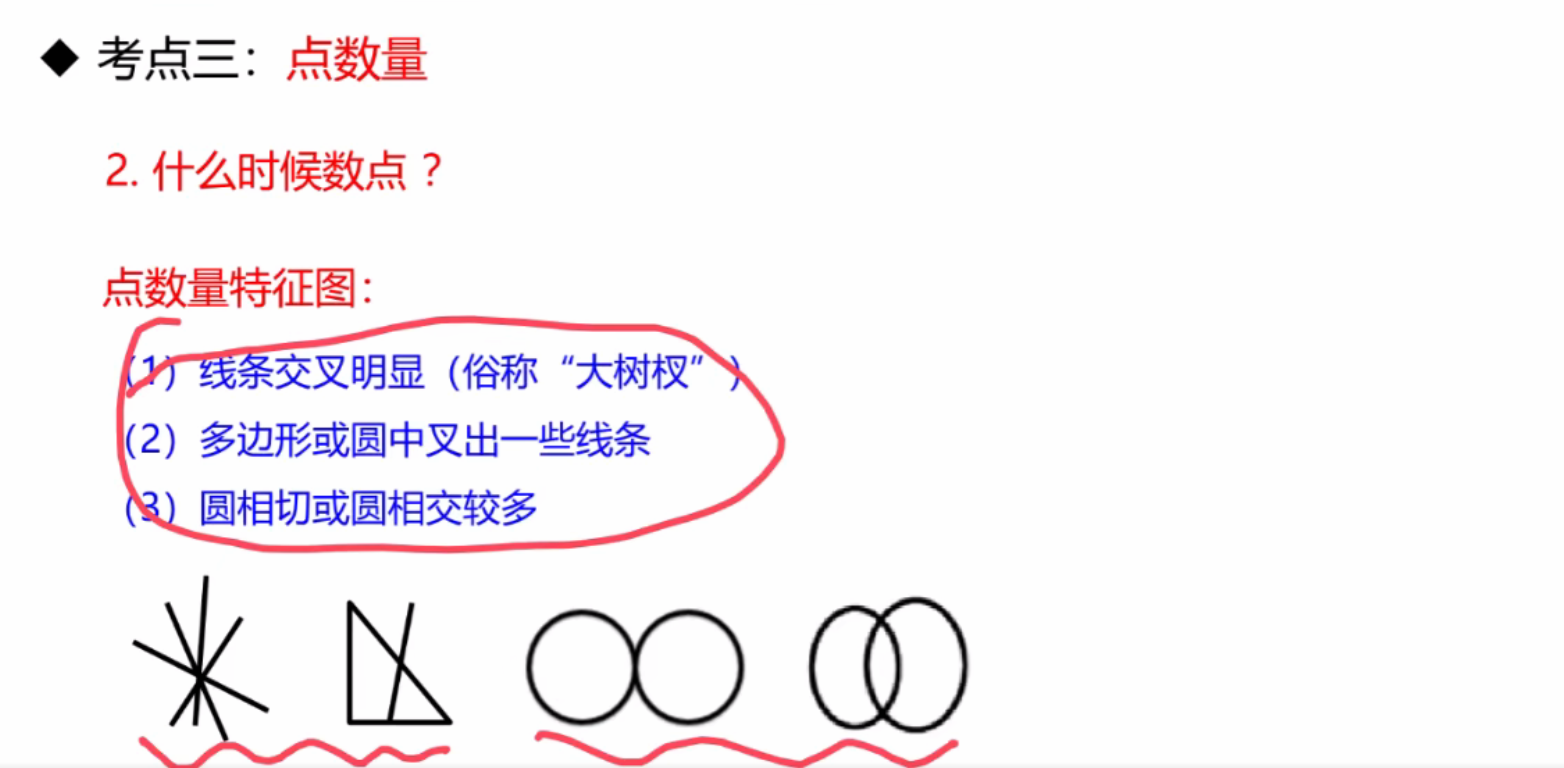 ◆ 考点三：点数量
2. 什么时候数点？
点数量特征图：
（1）线条交叉明显（俗称“大树杈”）
（2）多边形或圆中叉出一些线条
（3）圆相切或圆相交较多